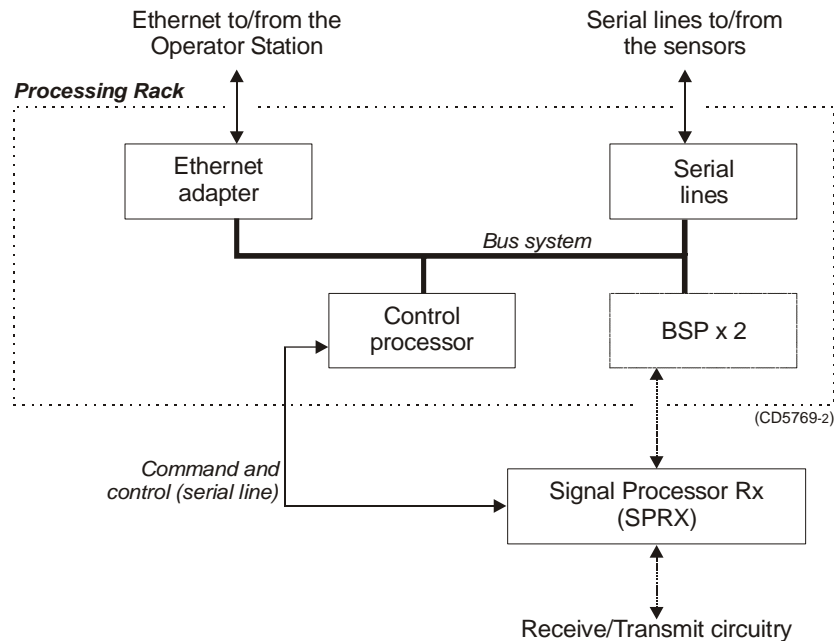 Ethernet to/from the
Operator Station
Serial lines to/from
the sensors
Processing Rack
Ethernet
adapter
Serial
lines
Bus system
Control
processor
BSP x 2
(CD5769-2)
Command and
control (serial line)
Signal Processor Rx
(SPRX)
Receive/Transmit circuitry